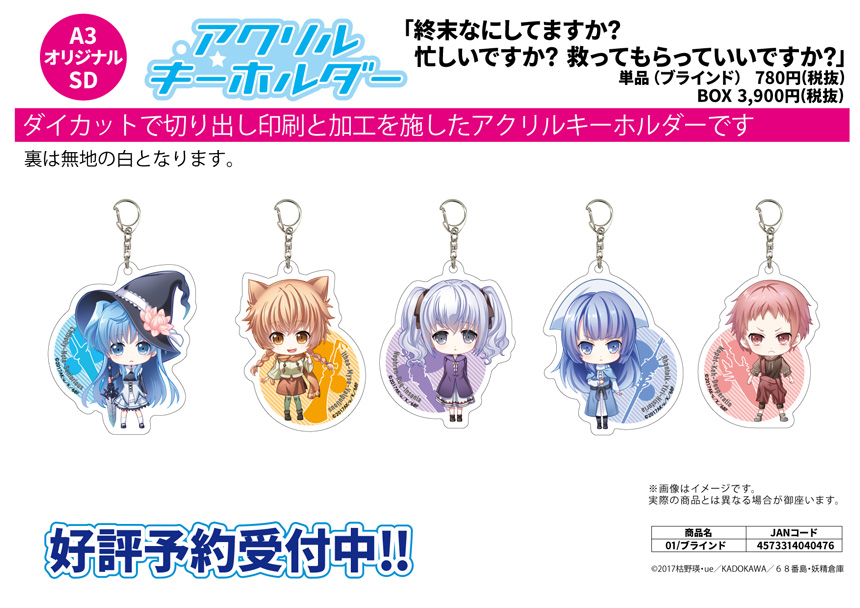 A3
オリジナル
SD
アクリル
キーホルダー
「終末なにしてますか?
忙しいですか? 救ってもらっていいですか?」
単品（ブラインド） 780円(税抜)
BOX 3,900円(税抜)
ダイカットで切り出し印刷と加工を施したアクリルキーホルダーです
裏は無地の白となります。
※画像はイメージです。
実際の商品とは異なる場合が御座います。
好評予約受付中!!
商品名 JANコード
01/ブラインド 4573314040476
©2017枯野瑛・ue／KADOKAWA／６８番島・妖精倉庫